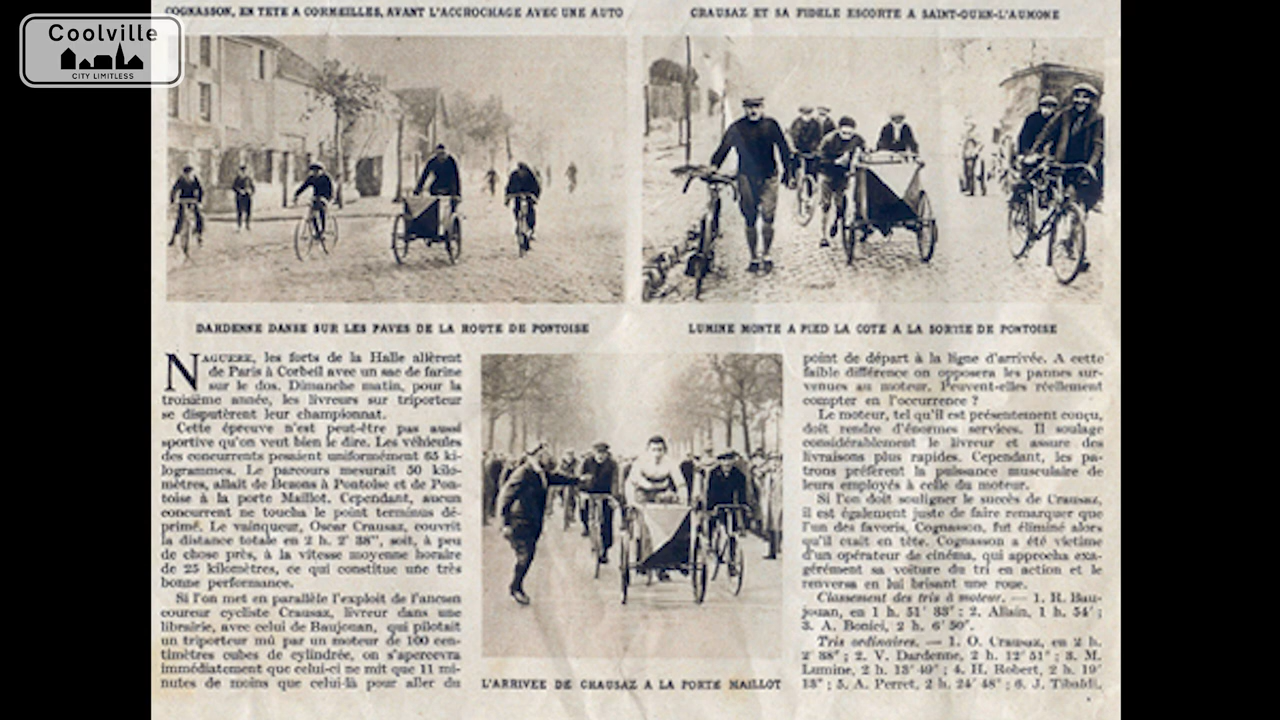 Coolville
CITY LIMITLESS
COGNASSON, EN TETE A CORMEILLES, AVANT L'ACCROCHAGE AVEC UNE AUTO
CRAUSAZ ET SA FIDELE ESCORTE A SAINT-OUEN-L'AUMONE
DARDENNE DANSE SUR LES PAVES DE LA ROUTE DE PONTOISE
LUMINE MONTE A PIED LA COTE A LA SORTIE DE PONTOISE
NAGUERE, les forts de la Halle allèrent
de Paris à Corbeil avec un sac de farine
sur le dos. Dimanche matin, pour la
troisième année, les livreurs sur triporteur
se disputèrent leur championnat.
Cette épreuve n'est peut-être pas aussi
sportive qu'on veut bien le dire. Les véhicules
des concurrents pesaient uniformément 65 ki-
logrammes. Le parcours mesurait 50 kilo-
mètres, allait de Bezons à Pontoise et de Pon-
toise à la porte Maillot. Cependant, aucun
concurrent ne toucha le point terminus dé-
primé. Le vainqueur, Oscar Crausaz, couvrit
la distance totale en 2 h. 2' 38", soit, à peu
de chose près, à la vitesse moyenne horaire
de 25 kilomètres, ce qui constitue une très
bonne performance.
Si l'on met en parallèle l'exploit de l'ancien
coureur cycliste Crausaz, livreur dans une
librairie, avec celui de Baujouan, qui pilotait
un triporteur mû par un moteur de 100 cen-
timètres cubes de cylindrée, on s'apercevra
immédiatement que celui-ci ne mit que 11 mi-
nutes de moins que celui-là pour aller du
L'ARRIVEE DE CRAUSAZ A LA PORTE MAILLOT
point de départ à la ligne d'arrivée. A cette
faible différence on opposera les pannes sur-
venues au moteur. Peuvent-elles réellement
compter en l'occurrence ?
Le moteur, tel qu'il est présentement conçu,
doit rendre d'énormes services. Il soulage
considérablement le livreur et assure des
livraisons plus rapides. Cependant, les pa-
trons préfèrent la puissance musculaire de
leurs employés à celle du moteur.
Si l'on doit souligner le succès de Crausaz,
il est également juste de faire remarquer que
l'un des favoris, Cognasson, fut éliminé alors
qu'il était en tête. Cognasson a été victime
d'un opérateur de cinéma, qui approcha exa-
gérément sa voiture du tri en action et le
renversa en lui brisant une roue.
Classement des tris à moteur. — 1. R. Bau-
jouan, en 1 h. 51' 33" ; 2. Allain, 1 h. 54' ;
3. A. Bonici, 2 h. 6' 50".
Tris ordinaires. — 1. O. Crausaz, en 2 h.
2' 38" ; 2. V. Dardenne, 2 h. 12' 51" ; 3. M.
Lumine, 2 h. 13' 40" ; 4. H. Robert, 2 h. 19'
13" ; 5. A. Perret, 2 h. 24' 48" ; 6. J. Tibaldi,